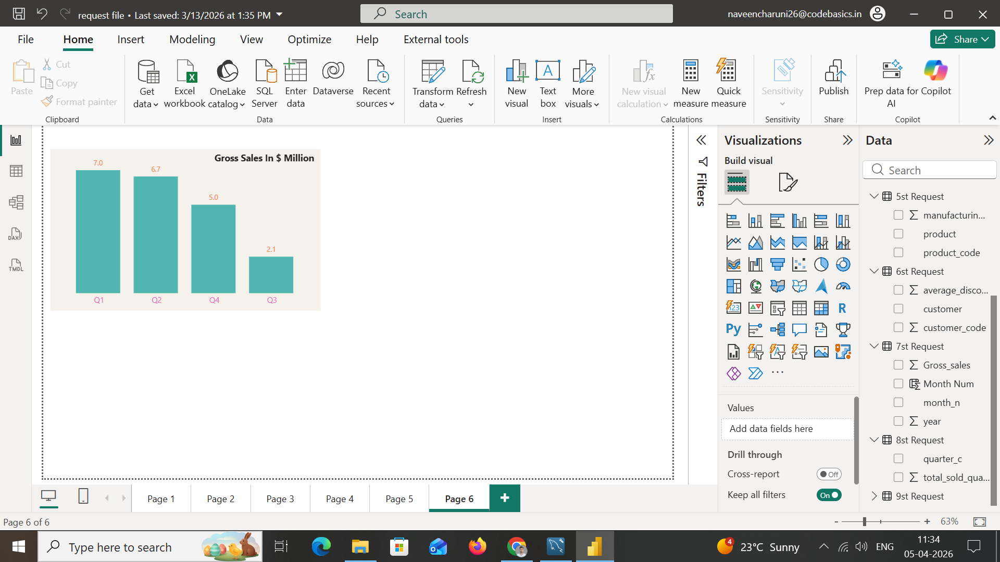 request file • Last saved: 3/13/2026 at 1:35 PM
Search
naveencharuni26@codebasics.in
File
Home
Insert
Modeling
View
Optimize
Help
External tools
Share
Paste
Cut
Copy
Format painter
Clipboard
Get data
Excel workbook
OneLake catalog
SQL Server
Enter data
Dataverse
Recent sources
Data
Transform data
Refresh
Queries
New visual
Text box
More visuals
Insert
New visual calculation
New measure
Quick measure
Calculations
Sensitivity
Sensitivity
Publish
Share
Prep data for AI
Copilot
Copilot
DAX
TMDL
Gross Sales In $ Million
7.0
6.7
5.0
2.1
Q1
Q2
Q4
Q3
Filters
Visualizations
Build visual
123
R
Py
Values
Add data fields here
Drill through
Cross-report
Off
Keep all filters
On
Data
Search
5st Request
manufacturin...
product
product_code
6st Request
average_disco...
customer
customer_code
7st Request
Gross_sales
Month Num
month_n
year
8st Request
quarter_c
total_sold_qua...
9st Request
Page 1
Page 2
Page 3
Page 4
Page 5
Page 6
Page 6 of 6
63%
Type here to search
4
23°C Sunny
ENG
11:34
05-04-2026